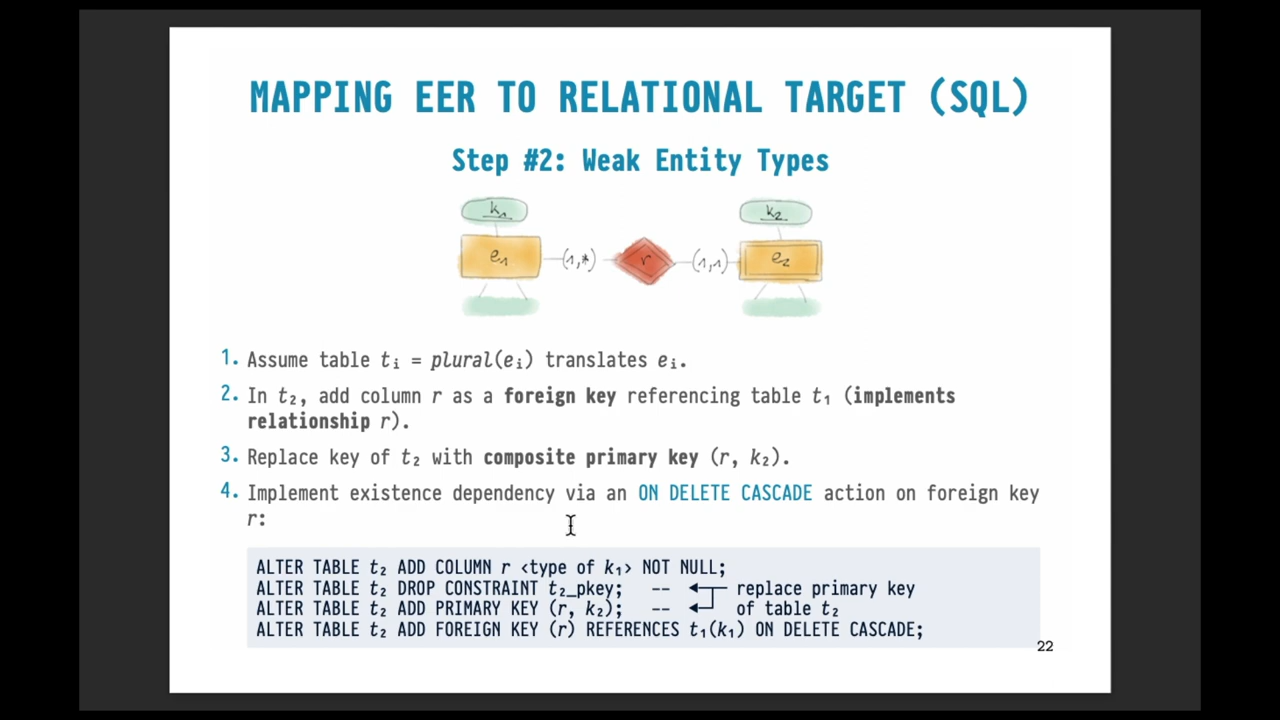 MAPPING EER TO RELATIONAL TARGET (SQL)
Step #2: Weak Entity Types
k₁ k₂
e₁ (1,*) r (1,1) e₂
1. Assume table tᵢ = plural(eᵢ) translates eᵢ.
2. In t₂, add column r as a foreign key referencing table t₁ (implements
relationship r).
3. Replace key of t₂ with composite primary key (r, k₂).
4. Implement existence dependency via an ON DELETE CASCADE action on foreign key
r:
ALTER TABLE t₂ ADD COLUMN r <type of k₁> NOT NULL;
ALTER TABLE t₂ DROP CONSTRAINT t₂_pkey; -- replace primary key
ALTER TABLE t₂ ADD PRIMARY KEY (r, k₂); -- of table t₂
ALTER TABLE t₂ ADD FOREIGN KEY (r) REFERENCES t₁(k₁) ON DELETE CASCADE;
22